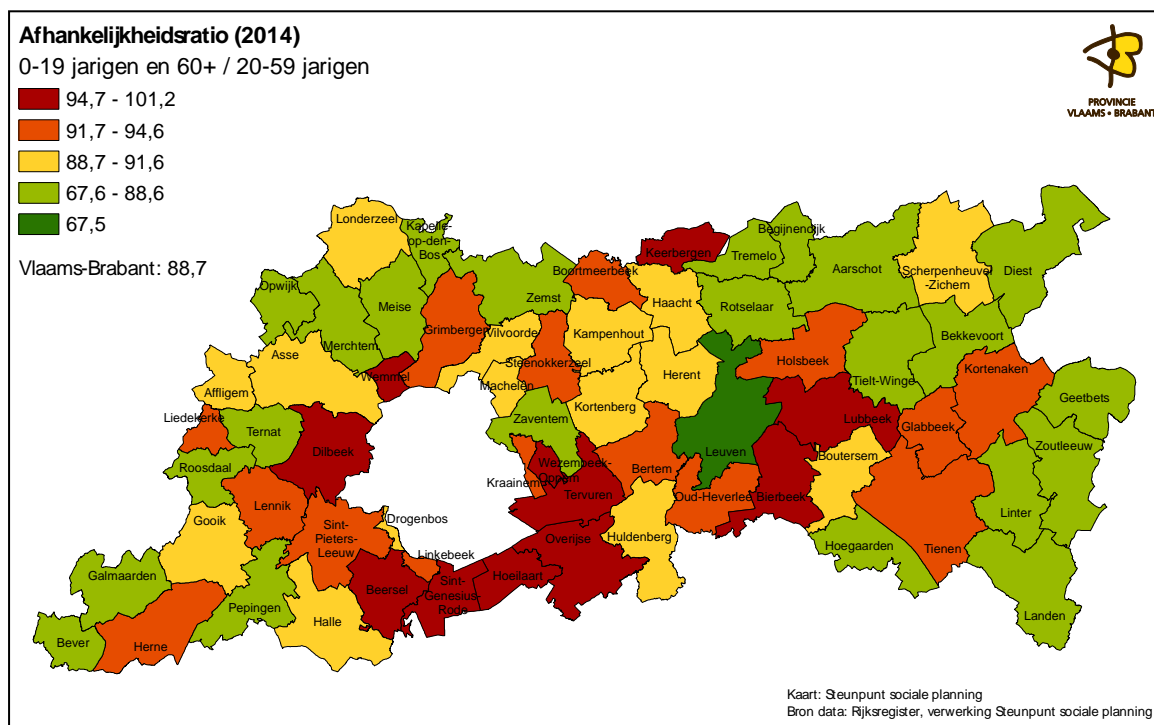 Afhankelijkheidsratio (2014)
0-19 jarigen en 60+ / 20-59 jarigen
94,7 - 101,2
91,7 - 94,6
88,7 - 91,6
67,6 - 88,6
67,5
Vlaams-Brabant: 88,7
PROVINCIE
VLAAMS • BRABANT
Londerzeel
Kapelle-
op-den-
Bos
Opwijk
Meise
Merchtem
Grimbergen
Zemst
Boortmeerbeek
Keerbergen
Haacht
Tremelo
Begijnendijk
Aarschot
Rotselaar
Scherpenheuvel
-Zichem
Diest
Bekkevoort
Asse
Affligem
Wemmel
Vilvoorde
Steenokkerzeel
Machelen
Kampenhout
Herent
Kortenberg
Holsbeek
Tielt-Winge
Kortenaken
Geetbets
Liedekerke
Ternat
Dilbeek
Roosdaal
Zaventem
Wezembeek-
Oppem
Kraainem
Tervuren
Bertem
Leuven
Lubbeek
Glabbeek
Zoutleeuw
Boutersem
Oud-Heverlee
Bierbeek
Linter
Lennik
Gooik
Sint-
Pieters-
Leeuw
Drogenbos
Linkebeek
Overijse
Huldenberg
Hoegaarden
Tienen
Galmaarden
Pepingen
Beersel
Sint-
Genesius-
Rode
Hoeilaart
Landen
Bever
Herne
Halle
Kaart: Steunpunt sociale planning
Bron data: Rijksregister, verwerking Steunpunt sociale planning